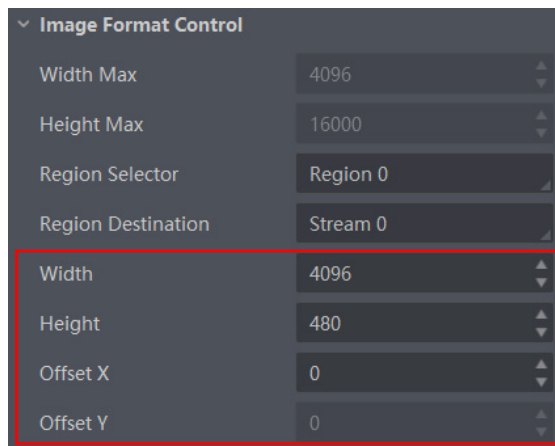 Image Format Control
Width Max 4096
Height Max 16000
Region Selector Region 0
Region Destination Stream 0
Width 4096
Height 480
Offset X 0
Offset Y 0